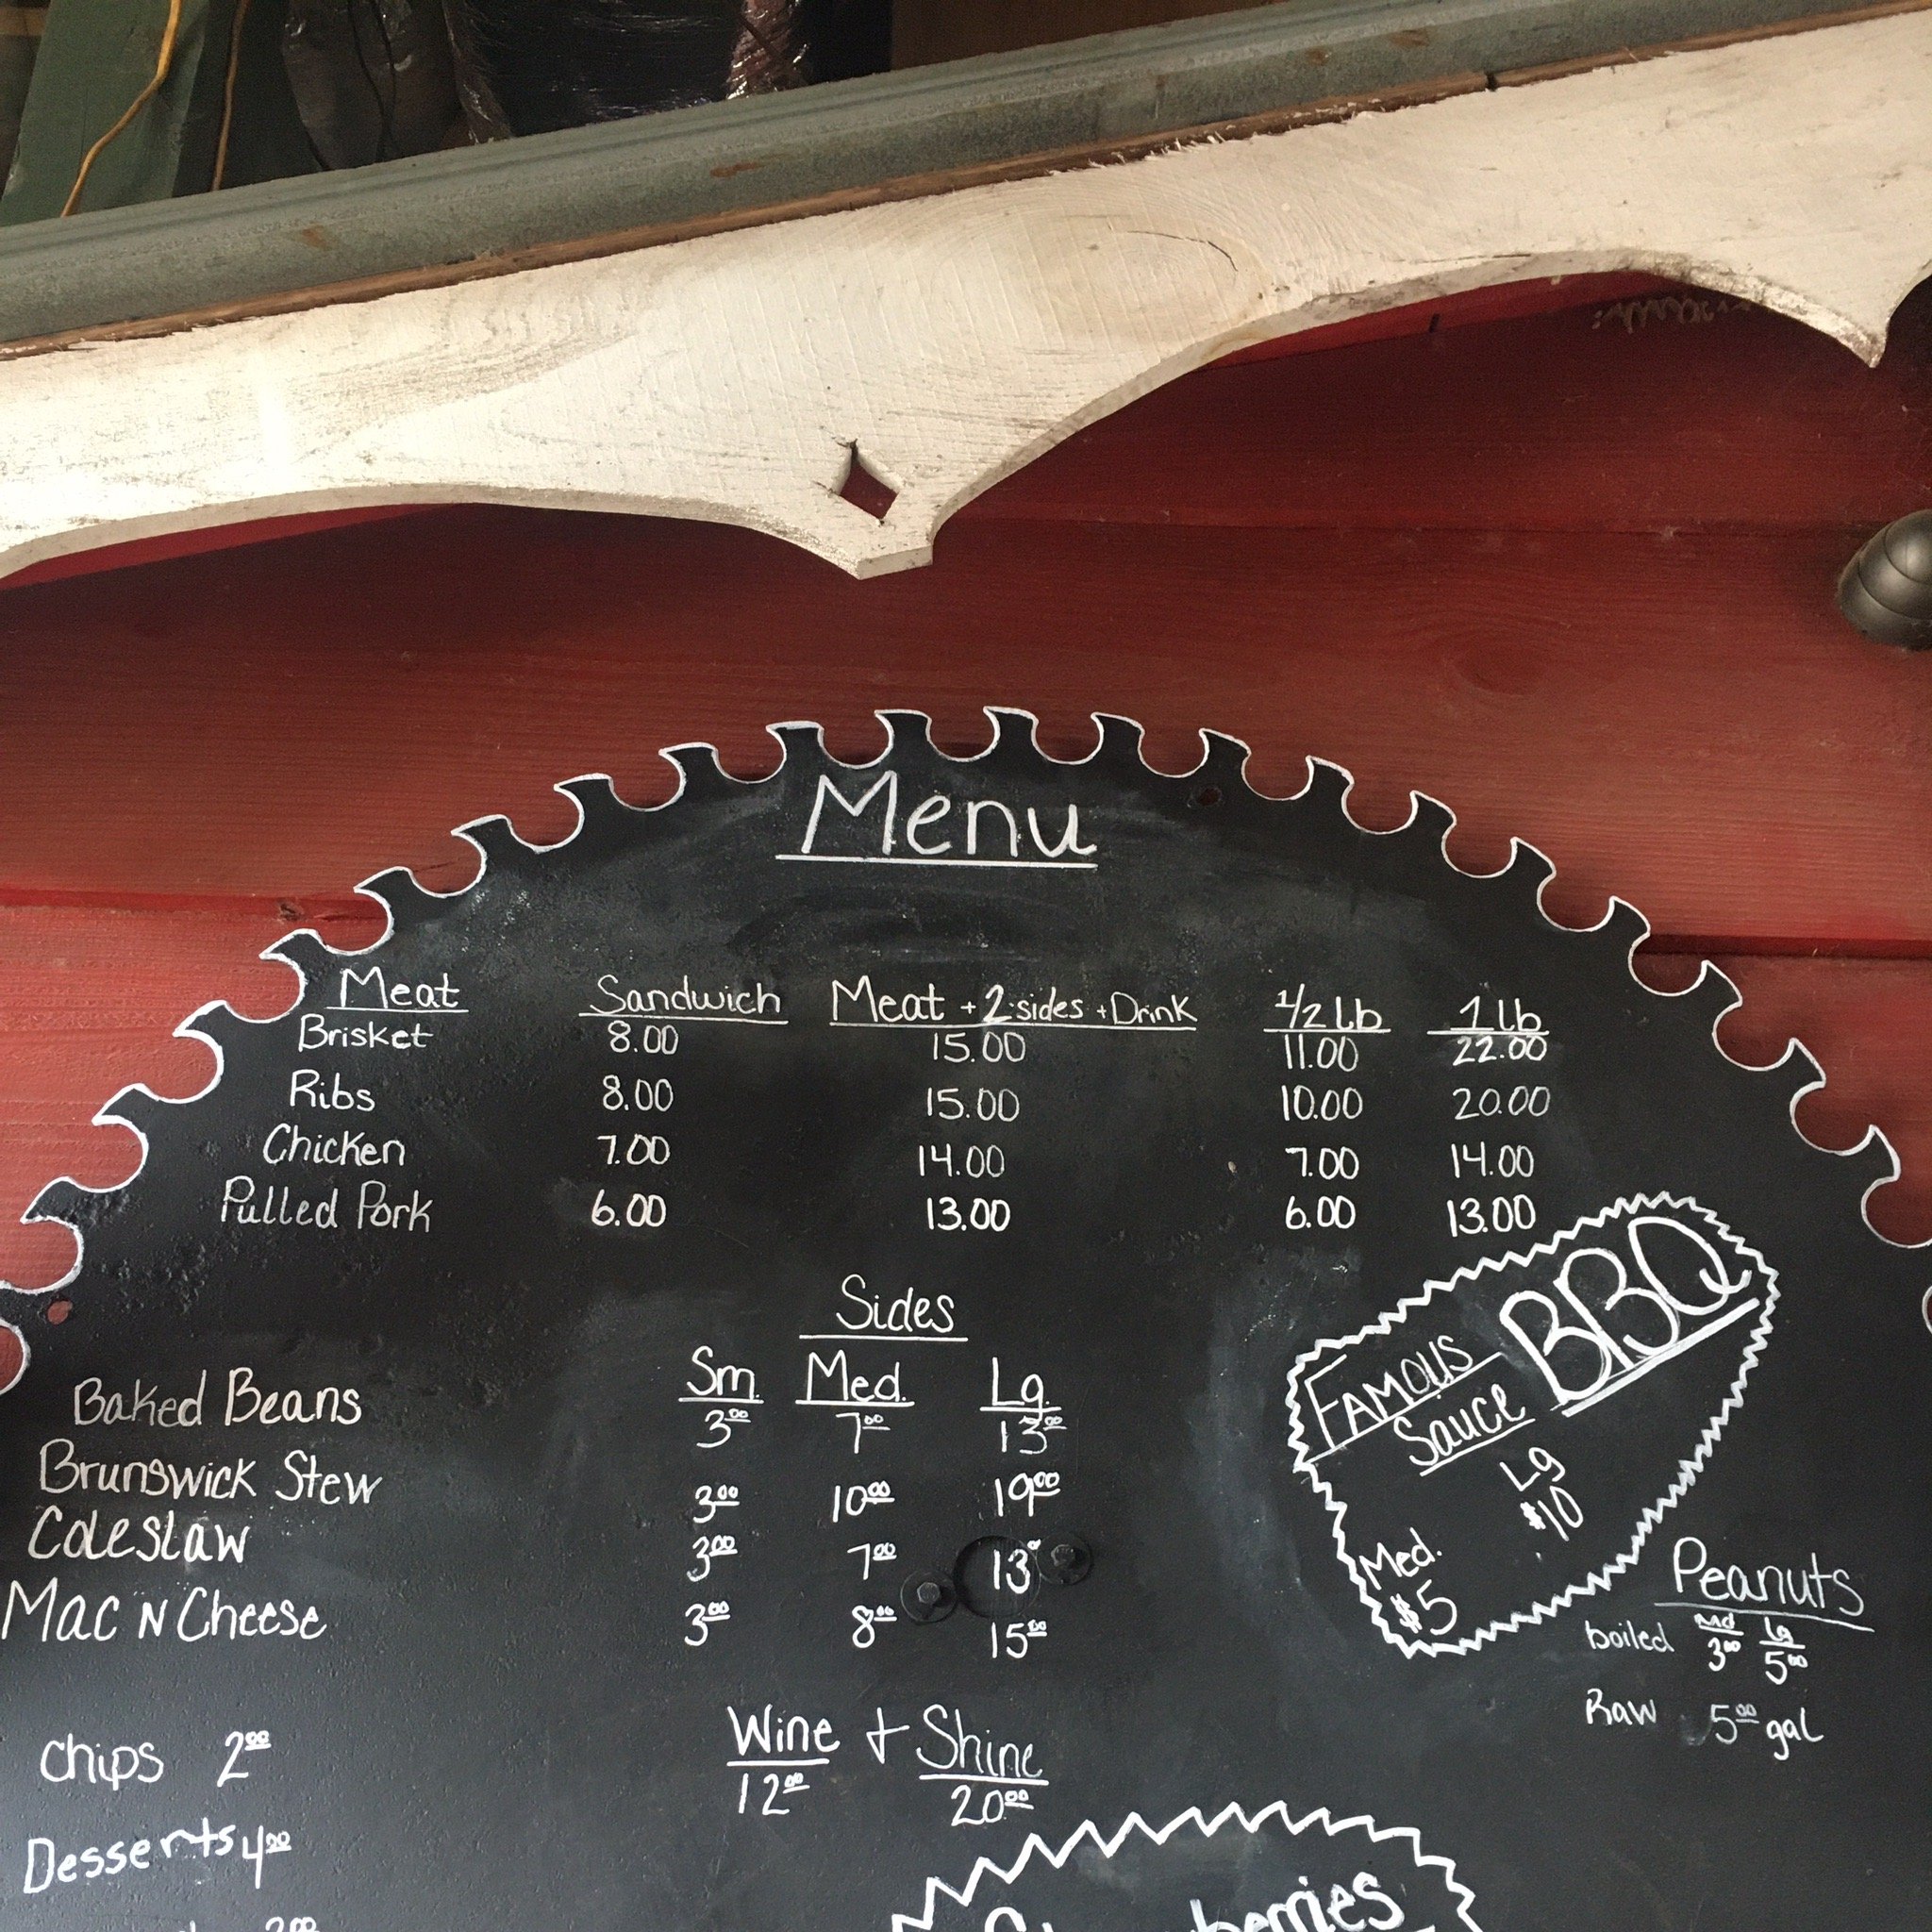 Menu
Meat Sandwich Meat + 2 sides + Drink 1/2 lb 1 lb
Brisket 8.00 15.00 11.00 22.00
Ribs 8.00 15.00 10.00 20.00
Chicken 7.00 14.00 7.00 14.00
Pulled Pork 6.00 13.00 6.00 13.00
Sides
Sm. Med. Lg.
Baked Beans 3.00 7.00 13.00
Brunswick Stew 3.00 10.00 19.00
Coleslaw 3.00 7.00 13.0
Mac N Cheese 3.00 8.00 15.00
FAMOUS BBQ
Sauce
Med. Lg
$5 $10
Peanuts
Md Lg
boiled 3.00 5.00
Raw 5.00 gal
Wine + Shine
12.00 20.00
Chips 2.00
Desserts 4.00